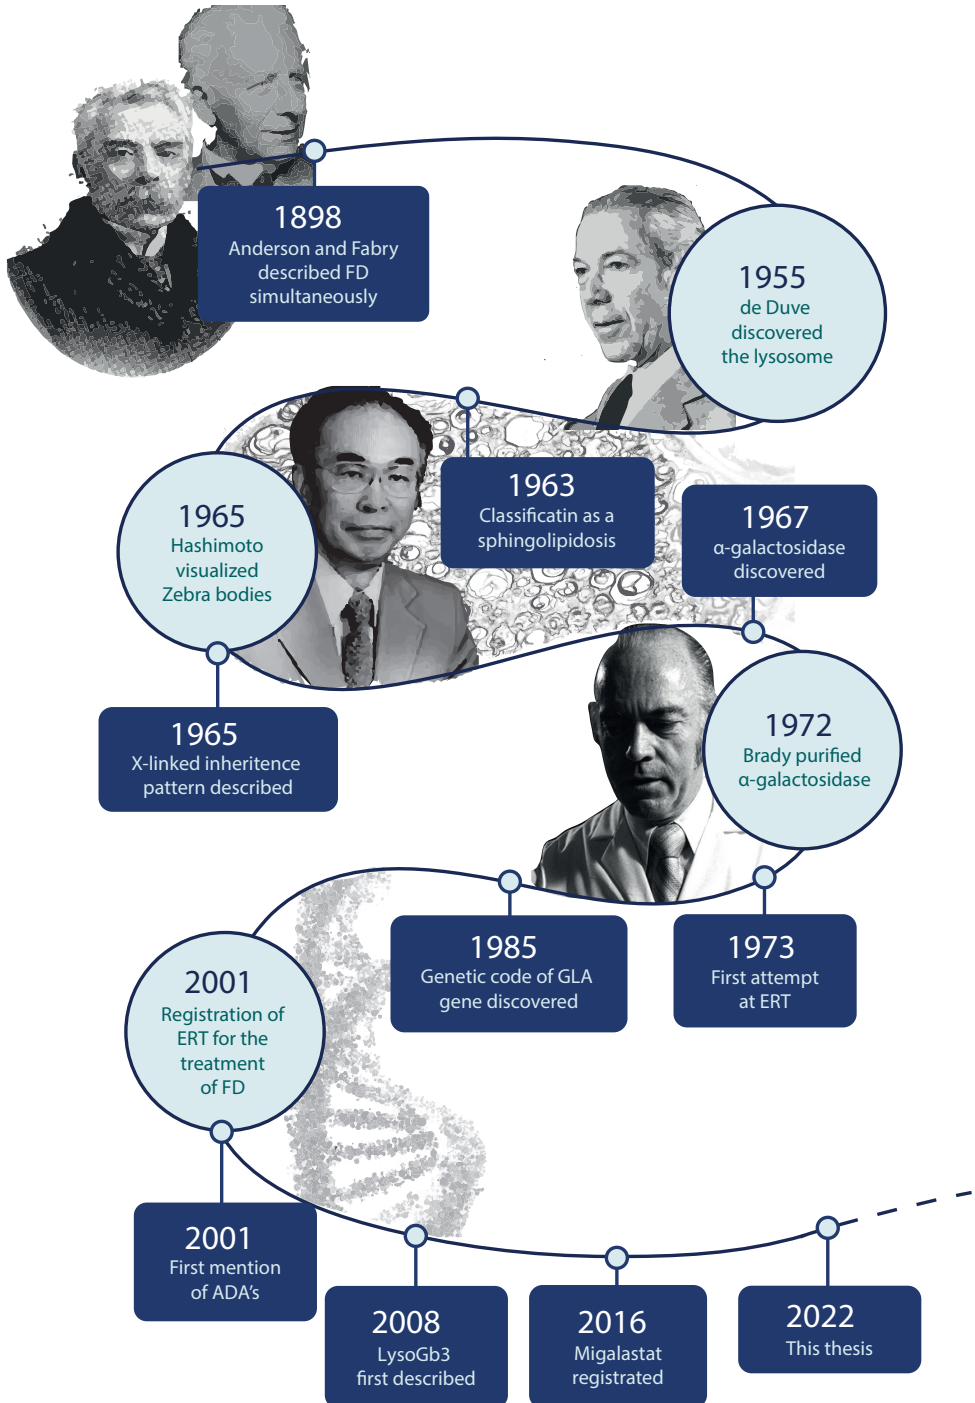 1898
Anderson and Fabry
described FD
simultaneously
1955
de Duve
discovered
the lysosome
1963
Classificatin as a
sphingolipidosis
1965
Hashimoto
visualized
Zebra bodies
1967
α-galactosidase
discovered
1965
X-linked inheritence
pattern described
1972
Brady purified
α-galactosidase
1985
Genetic code of GLA
gene discovered
1973
First attempt
at ERT
2001
Registration of
ERT for the
treatment
of FD
2001
First mention
of ADA's
2008
LysoGb3
first described
2016
Migalastat
registrated
2022
This thesis